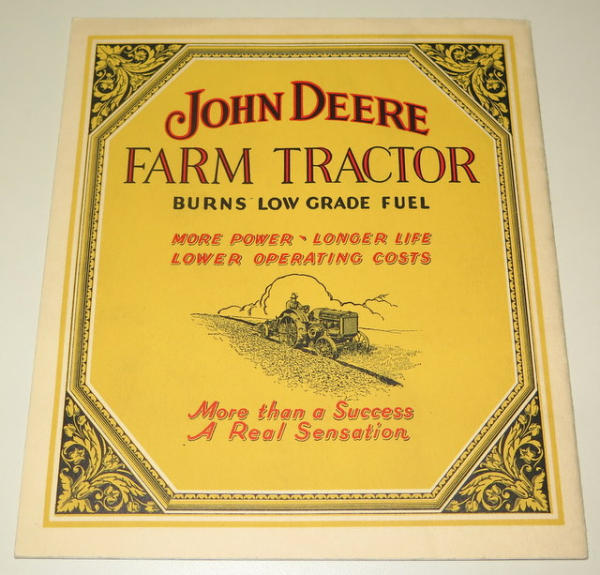 JOHN DEERE
FARM TRACTOR
BURNS LOW GRADE FUEL
MORE POWER - LONGER LIFE
LOWER OPERATING COSTS
More than a Success
A Real Sensation